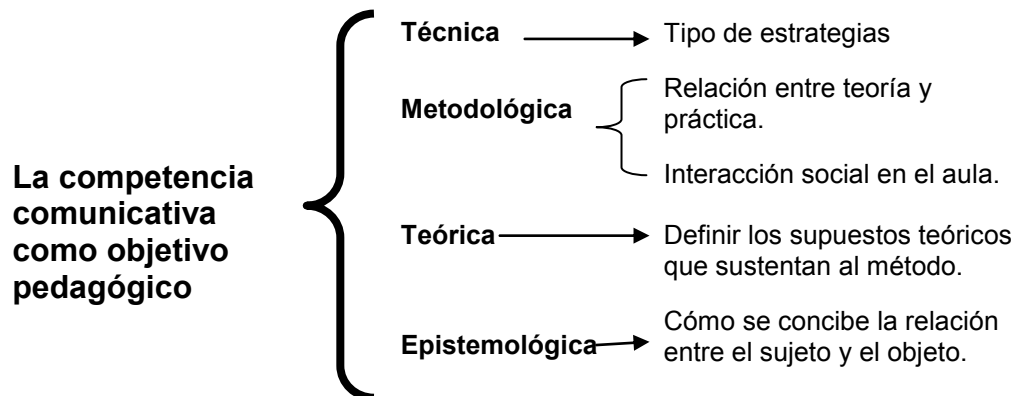 La competencia
comunicativa
como objetivo
pedagógico
Técnica
Tipo de estrategias
Metodológica
Relación entre teoría y
práctica.
Interacción social en el aula.
Teórica
Definir los supuestos teóricos
que sustentan al método.
Epistemológica
Cómo se concibe la relación
entre el sujeto y el objeto.